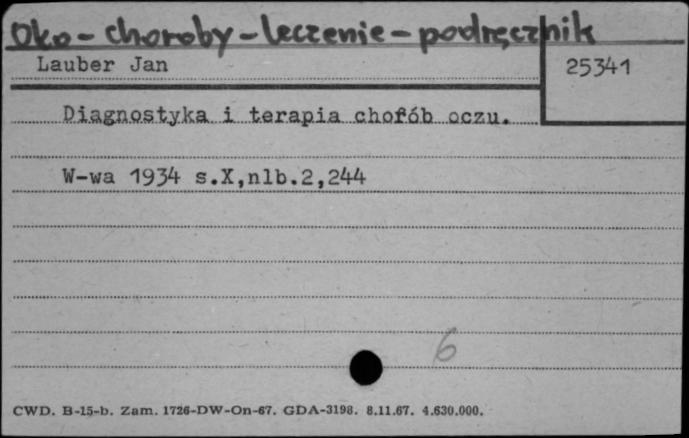 Oko - choroby - leczenie - podręcznik
Lauber Jan
25341
Diagnostyka i terapia chorób oczu.
W-wa 1934 s.X,nlb.2,244
6
CWD. B-15-b. Zam. 1726-DW-On-67. GDA-3198. 8.11.67. 4.630.000.